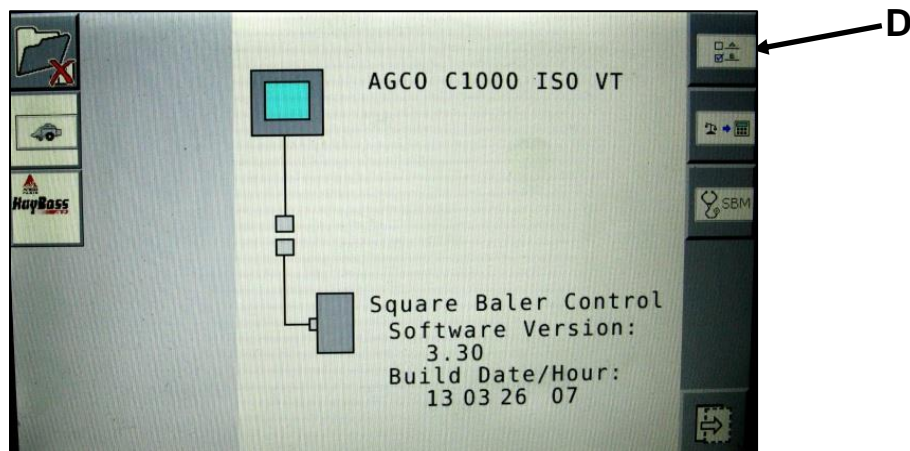 D
AGCO C1000 ISO VT
HayBoss
SBM
Square Baler Control
Software Version:
3.30
Build Date/Hour:
13 03 26 07